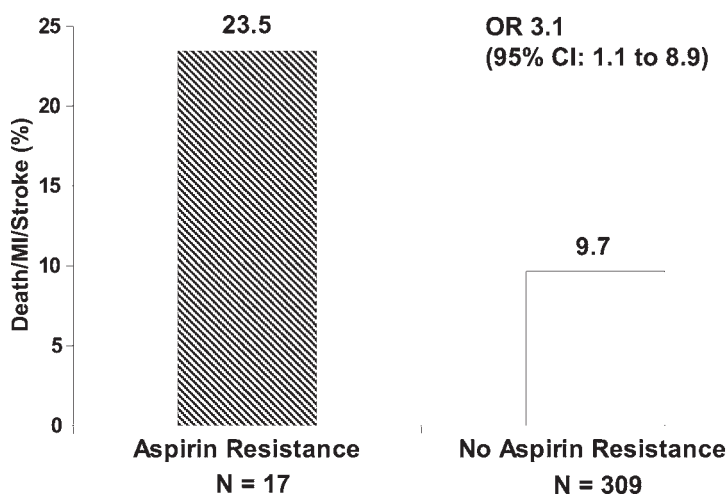 25
20
15
10
5
0
Death/MI/Stroke (%)
23.5
9.7
OR 3.1
(95% CI: 1.1 to 8.9)
Aspirin Resistance
N = 17
No Aspirin Resistance
N = 309